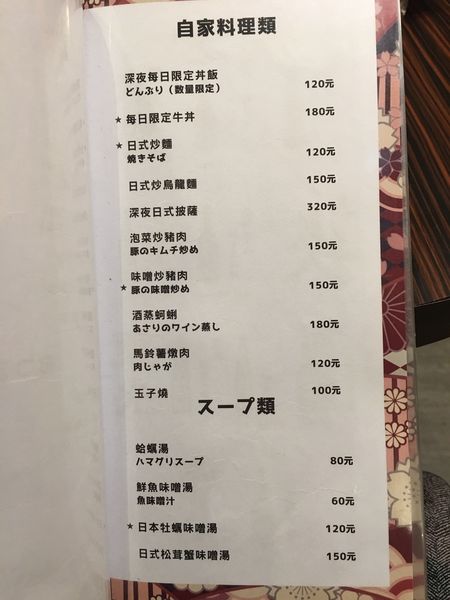 自家料理類
深夜每日限定丼飯 120元
どんぶり（数量限定）
★ 每日限定牛丼 180元
★ 日式炒麵 120元
焼きそば
日式炒烏龍麵 150元
深夜日式披薩 320元
泡菜炒豬肉 150元
豚のキムチ炒め
味噌炒豬肉 150元
★ 豚の味噌炒め
酒蒸蚵蜊 180元
あさりのワイン蒸し
馬鈴薯燉肉 120元
肉じゃが
玉子燒 100元
スープ類
蛤蠣湯 80元
ハマグリスープ
鮮魚味噌湯 60元
魚味噌汁
★ 日本牡蠣味噌湯 120元
日式松茸蟹味噌湯 150元